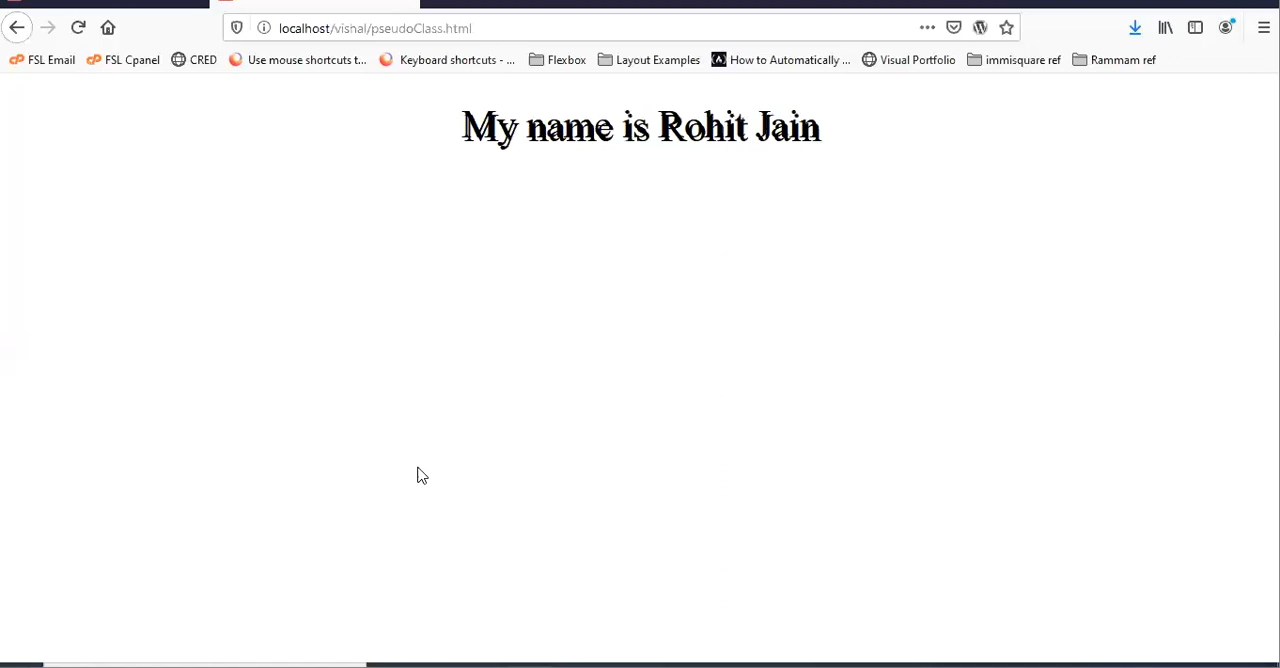 localhost/vishal/pseudoClass.html
FSL Email FSL Cpanel CRED Use mouse shortcuts t... Keyboard shortcuts - ... Flexbox Layout Examples How to Automatically ... Visual Portfolio immisquare ref Rammam ref
My name is Rohit Jain